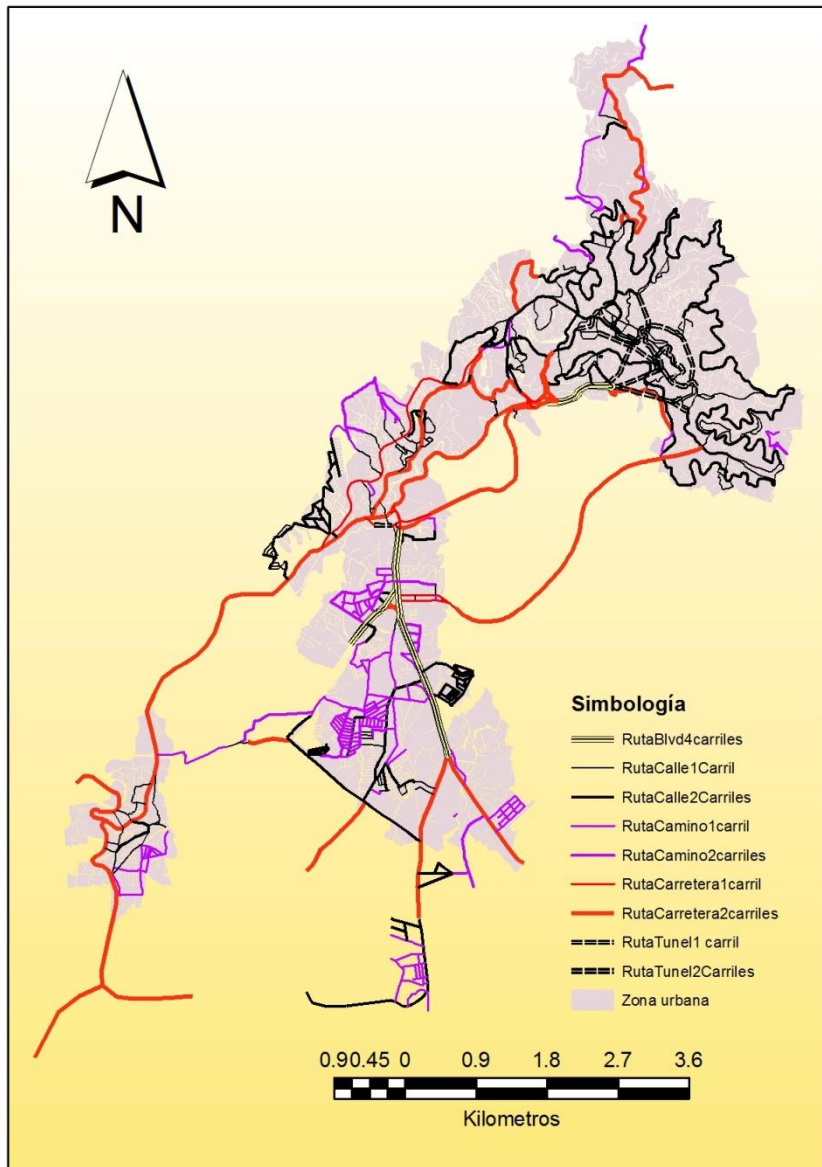 N
Simbología
RutaBlvd4carriles
RutaCalle1Carril
RutaCalle2Carriles
RutaCamino1carril
RutaCamino2carriles
RutaCarretera1carril
RutaCarretera2carriles
RutaTunel1 carril
RutaTunel2Carriles
Zona urbana
0.90.45 0 0.9 1.8 2.7 3.6
Kilometros